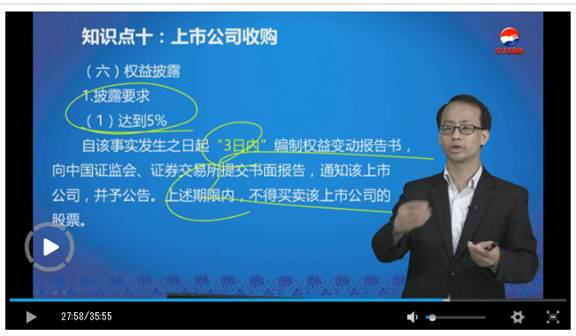 知识点十：上市公司收购
（六）权益披露
1.披露要求
（1）达到5%
自该事实发生之日起“3日内”编制权益变动报告书，
向中国证监会、证券交易所提交书面报告，通知该上市
公司，并予公告。上述期限内，不得买卖该上市公司的
股票。
27:58/35:55